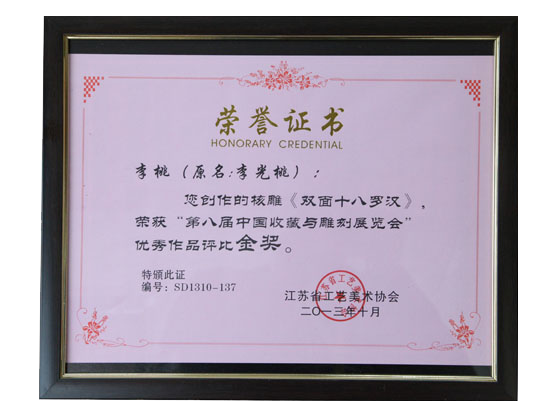 荣誉证书
HONORARY CREDENTIAL
李桃（原名:李光桃）：
您创作的核雕《双面十八罗汉》，
荣获“第八届中国收藏与雕刻展览会”
优秀作品评比金奖。
特颁此证
编号: SD1310-137
江苏省工艺美术协会
二〇一三年十月